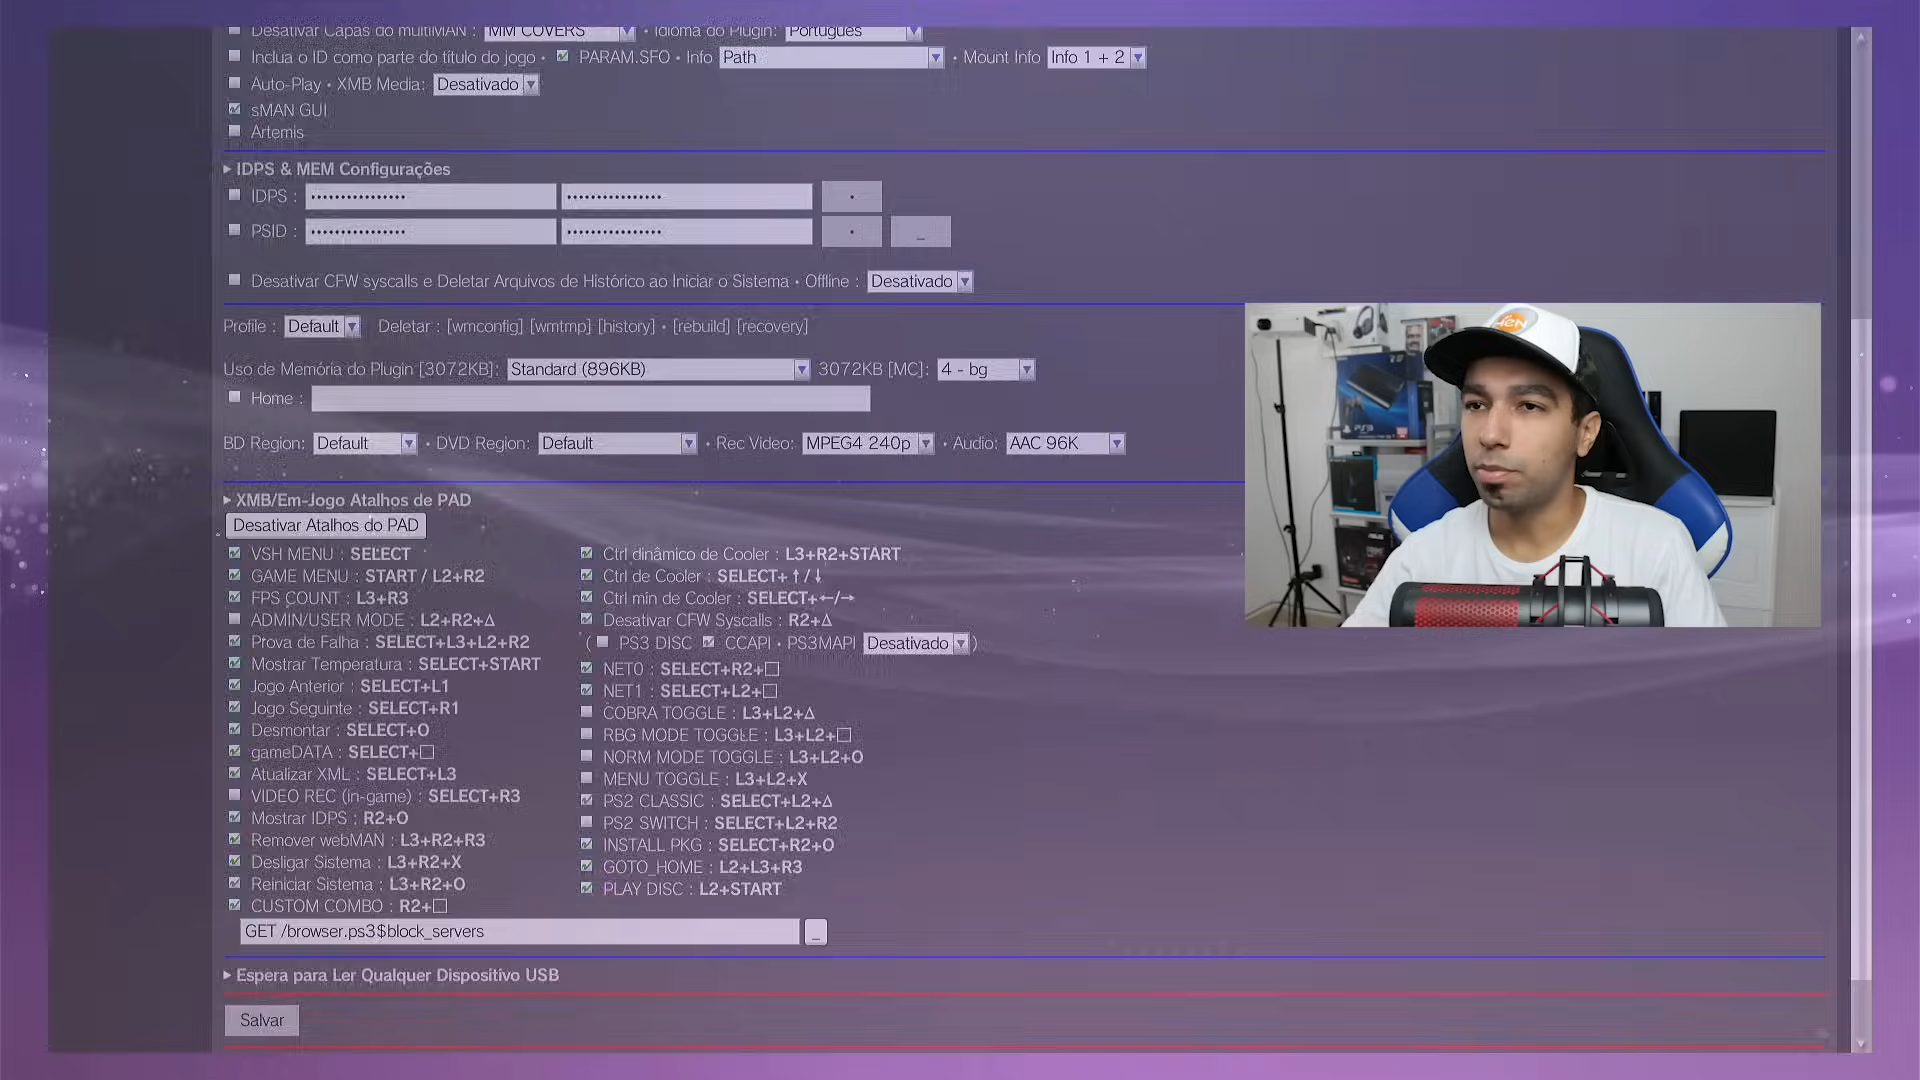 Desativar Capas do multiMAN : MM COVERS • Idioma do Plugin: Português
Inclua o ID como parte do título do jogo • PARAM.SFO • Info Path • Mount Info Info 1 + 2
Auto-Play • XMB Media: Desativado
sMAN GUI
Artemis
IDPS & MEM Configurações
IDPS : •••••••••••••••• •••••••••••••••• •
PSID : •••••••••••••••• •••••••••••••••• • _
Desativar CFW syscalls e Deletar Arquivos de Histórico ao Iniciar o Sistema • Offline : Desativado
Profile : Default Deletar : [wmconfig] [wmtmp] [history] • [rebuild] [recovery]
Uso de Memória do Plugin [3072KB]: Standard (896KB) 3072KB [MC]: 4 - bg
Home :
BD Region: Default • DVD Region: Default • Rec Video: MPEG4 240p • Audio: AAC 96K
XMB/Em-Jogo Atalhos de PAD
Desativar Atalhos do PAD
VSH MENU : SELECT
GAME MENU : START / L2+R2
FPS COUNT : L3+R3
ADMIN/USER MODE : L2+R2+Δ
Prova de Falha : SELECT+L3+L2+R2
Mostrar Temperatura : SELECT+START
Jogo Anterior : SELECT+L1
Jogo Seguinte : SELECT+R1
Desmontar : SELECT+O
gameDATA : SELECT+□
Atualizar XML : SELECT+L3
VIDEO REC (in-game) : SELECT+R3
Mostrar IDPS : R2+O
Remover webMAN : L3+R2+R3
Desligar Sistema : L3+R2+X
Reiniciar Sistema : L3+R2+O
CUSTOM COMBO : R2+□
Ctrl dinâmico de Cooler : L3+R2+START
Ctrl de Cooler : SELECT+↑/↓
Ctrl min de Cooler : SELECT+←/→
Desativar CFW Syscalls : R2+Δ
( PS3 DISC CCAPI • PS3MAPI Desativado )
NET0 : SELECT+R2+□
NET1 : SELECT+L2+□
COBRA TOGGLE : L3+L2+Δ
RBG MODE TOGGLE : L3+L2+□
NORM MODE TOGGLE : L3+L2+O
MENU TOGGLE : L3+L2+X
PS2 CLASSIC : SELECT+L2+Δ
PS2 SWITCH : SELECT+L2+R2
INSTALL PKG : SELECT+R2+O
GOTO_HOME : L2+L3+R3
PLAY DISC : L2+START
GET /browser.ps3$block_servers _
Espera para Ler Qualquer Dispositivo USB
Salvar
HEN
PS3